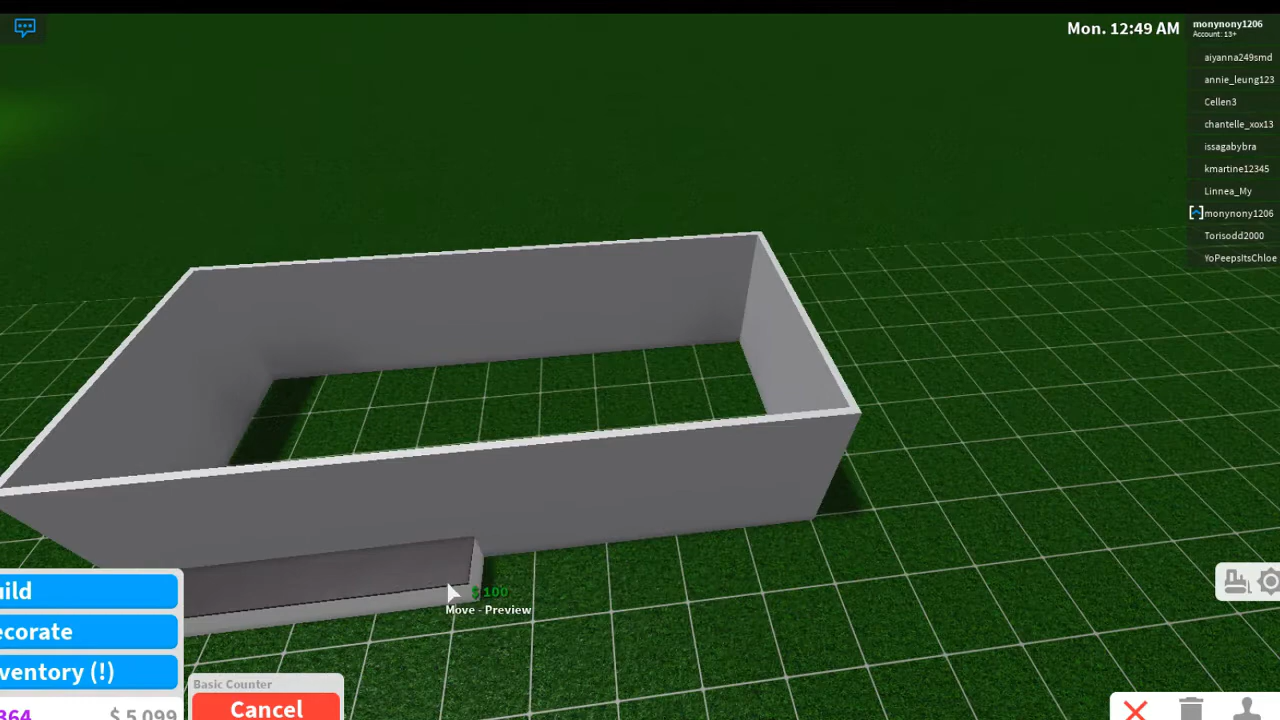 Mon. 12:49 AM
monynony1206
Account: 13+
aiyanna249smd
annie_leung123
Cellen3
chantelle_xox13
issagabybra
kmartine12345
Linnea_My
monynony1206
Torisodd2000
YoPeepsItsChloe
$ 100
Move - Preview
uild
ecorate
ventory (!)
364
$ 5,099
Basic Counter
Cancel